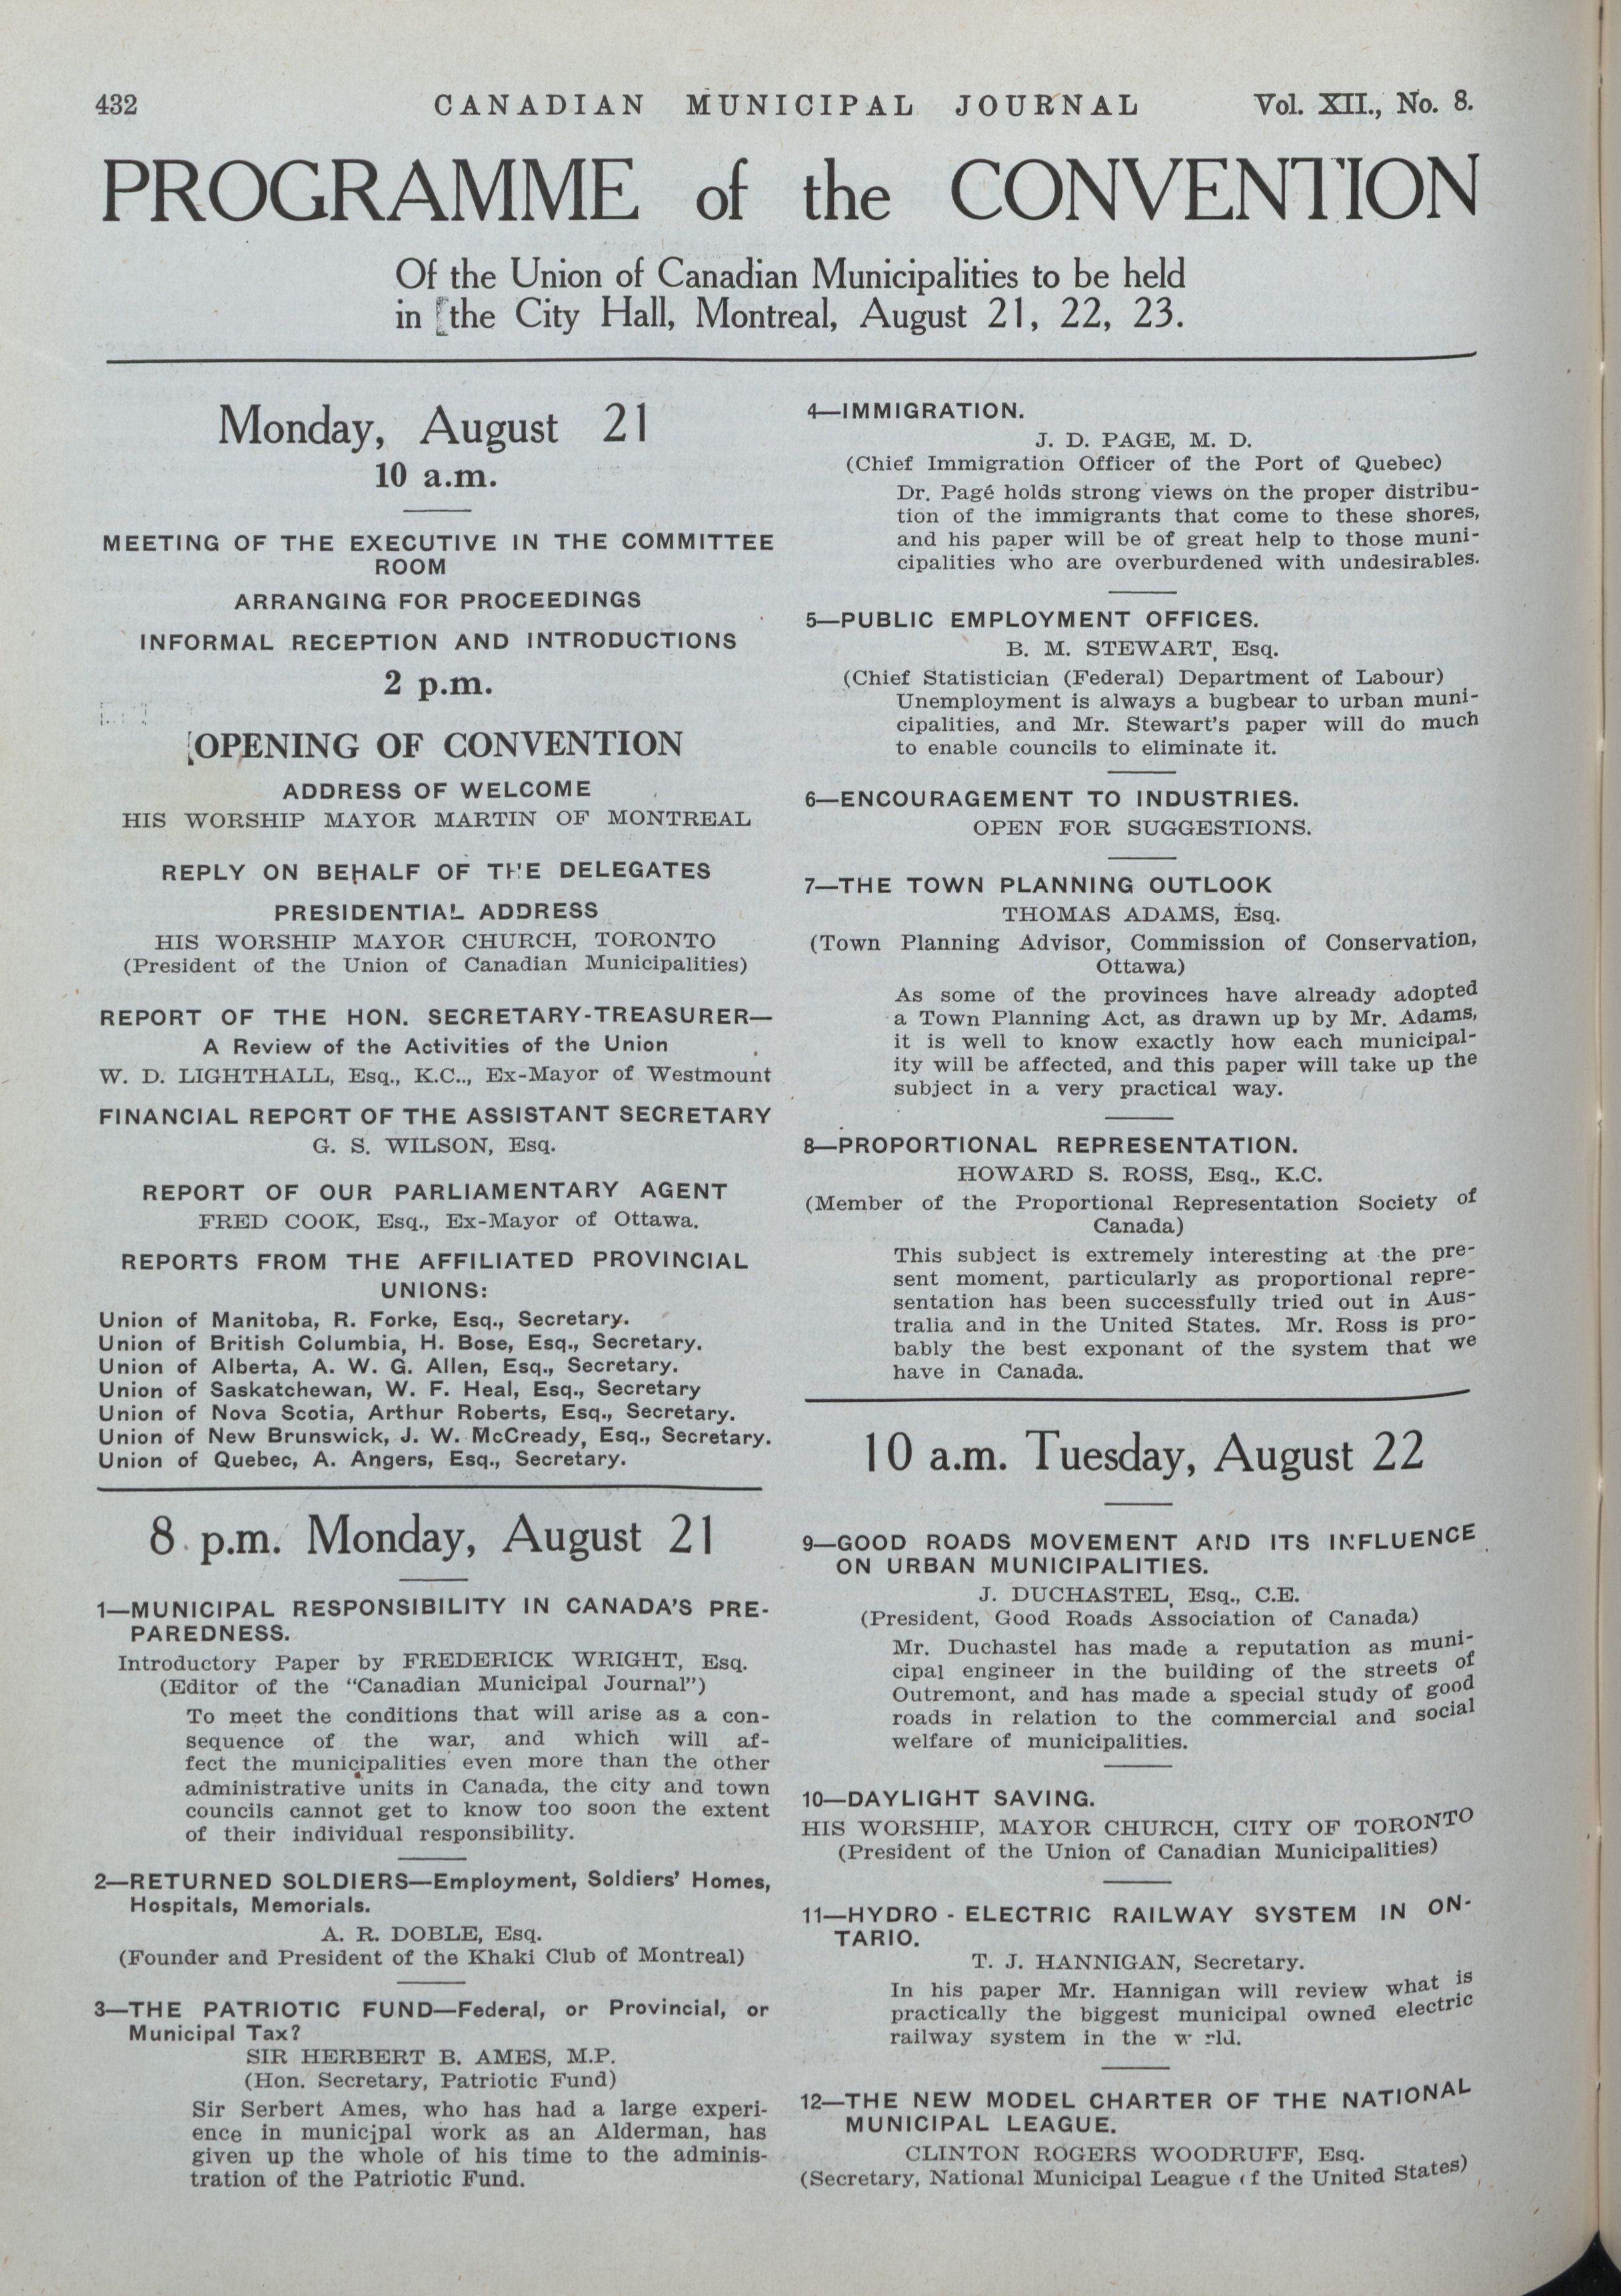 432
CANADIAN MUNICIPAL JOURNAL
Vol. XII., No. 8.
PROGRAMME of the CONVENTION
Of the Union of Canadian Municipalities to be held
in the City Hall, Montreal, August 21, 22, 23.
Monday, August 21
10 a.m.
MEETING OF THE EXECUTIVE IN THE COMMITTEE
ROOM
ARRANGING FOR PROCEEDINGS
INFORMAL RECEPTION AND INTRODUCTIONS
2 p.m.
OPENING OF CONVENTION
ADDRESS OF WELCOME
HIS WORSHIP MAYOR MARTIN OF MONTREAL
REPLY ON BEHALF OF THE DELEGATES
PRESIDENTIAL ADDRESS
HIS WORSHIP MAYOR CHURCH, TORONTO
(President of the Union of Canadian Municipalities)
REPORT OF THE HON. SECRETARY-TREASURER—
A Review of the Activities of the Union
W. D. LIGHTHALL, Esq., K.C.., Ex-Mayor of Westmount
FINANCIAL REPORT OF THE ASSISTANT SECRETARY
G. S. WILSON, Esq.
REPORT OF OUR PARLIAMENTARY AGENT
FRED COOK, Esq., Ex-Mayor of Ottawa.
REPORTS FROM THE AFFILIATED PROVINCIAL
UNIONS:
Union of Manitoba, R. Forke, Esq., Secretary.
Union of British Columbia, H. Bose, Esq., Secretary.
Union of Alberta, A. W. G. Allen, Esq., Secretary.
Union of Saskatchewan, W. F. Heal, Esq., Secretary
Union of Nova Scotia, Arthur Roberts, Esq., Secretary.
Union of New Brunswick, J. W. McCready, Esq., Secretary.
Union of Quebec, A. Angers, Esq., Secretary.
8 p.m. Monday, August 21
1—MUNICIPAL RESPONSIBILITY IN CANADA'S PRE-
PAREDNESS.
Introductory Paper by FREDERICK WRIGHT, Esq.
(Editor of the "Canadian Municipal Journal")
To meet the conditions that will arise as a con-
sequence of the war, and which will af-
fect the municipalities even more than the other
administrative units in Canada, the city and town
councils cannot get to know too soon the extent
of their individual responsibility.
2—RETURNED SOLDIERS—Employment, Soldiers' Homes,
Hospitals, Memorials.
A. R. DOBLE, Esq.
(Founder and President of the Khaki Club of Montreal)
3—THE PATRIOTIC FUND—Federal, or Provincial, or
Municipal Tax?
SIR HERBERT B. AMES, M.P.
(Hon. Secretary, Patriotic Fund)
Sir Serbert Ames, who has had a large experi-
ence in municipal work as an Alderman, has
given up the whole of his time to the adminis-
tration of the Patriotic Fund.
4—IMMIGRATION.
J. D. PAGE, M. D.
(Chief Immigration Officer of the Port of Quebec)
Dr. Pagé holds strong views on the proper distribu-
tion of the immigrants that come to these shores,
and his paper will be of great help to those muni-
cipalities who are overburdened with undesirables.
5—PUBLIC EMPLOYMENT OFFICES.
B. M. STEWART, Esq.
(Chief Statistician (Federal) Department of Labour)
Unemployment is always a bugbear to urban muni-
cipalities, and Mr. Stewart's paper will do much
to enable councils to eliminate it.
6—ENCOURAGEMENT TO INDUSTRIES.
OPEN FOR SUGGESTIONS.
7—THE TOWN PLANNING OUTLOOK
THOMAS ADAMS, Esq.
(Town Planning Advisor, Commission of Conservation,
Ottawa)
As some of the provinces have already adopted
a Town Planning Act, as drawn up by Mr. Adams,
it is well to know exactly how each municipal-
ity will be affected, and this paper will take up the
subject in a very practical way.
8—PROPORTIONAL REPRESENTATION.
HOWARD S. ROSS, Esq., K.C.
(Member of the Proportional Representation Society of
Canada)
This subject is extremely interesting at the pre-
sent moment, particularly as proportional repre-
sentation has been successfully tried out in Aus-
tralia and in the United States. Mr. Ross is pro-
bably the best exponent of the system that we
have in Canada.
10 a.m. Tuesday, August 22
9—GOOD ROADS MOVEMENT AND ITS INFLUENCE
ON URBAN MUNICIPALITIES.
J. DUCHASTEL, Esq., C.E.
(President, Good Roads Association of Canada)
Mr. Duchastel has made a reputation as muni-
cipal engineer in the building of the streets of
Outremont, and has made a special study of good
roads in relation to the commercial and social
welfare of municipalities.
10—DAYLIGHT SAVING.
HIS WORSHIP, MAYOR CHURCH, CITY OF TORONTO
(President of the Union of Canadian Municipalities)
11—HYDRO-ELECTRIC RAILWAY SYSTEM IN ON-
TARIO.
T. J. HANNIGAN, Secretary.
In his paper Mr. Hannigan will review what is
practically the biggest municipal owned electric
railway system in the w rld.
12—THE NEW MODEL CHARTER OF THE NATIONAL
MUNICIPAL LEAGUE.
CLINTON ROGERS WOODRUFF, Esq.
(Secretary, National Municipal League of the United States)